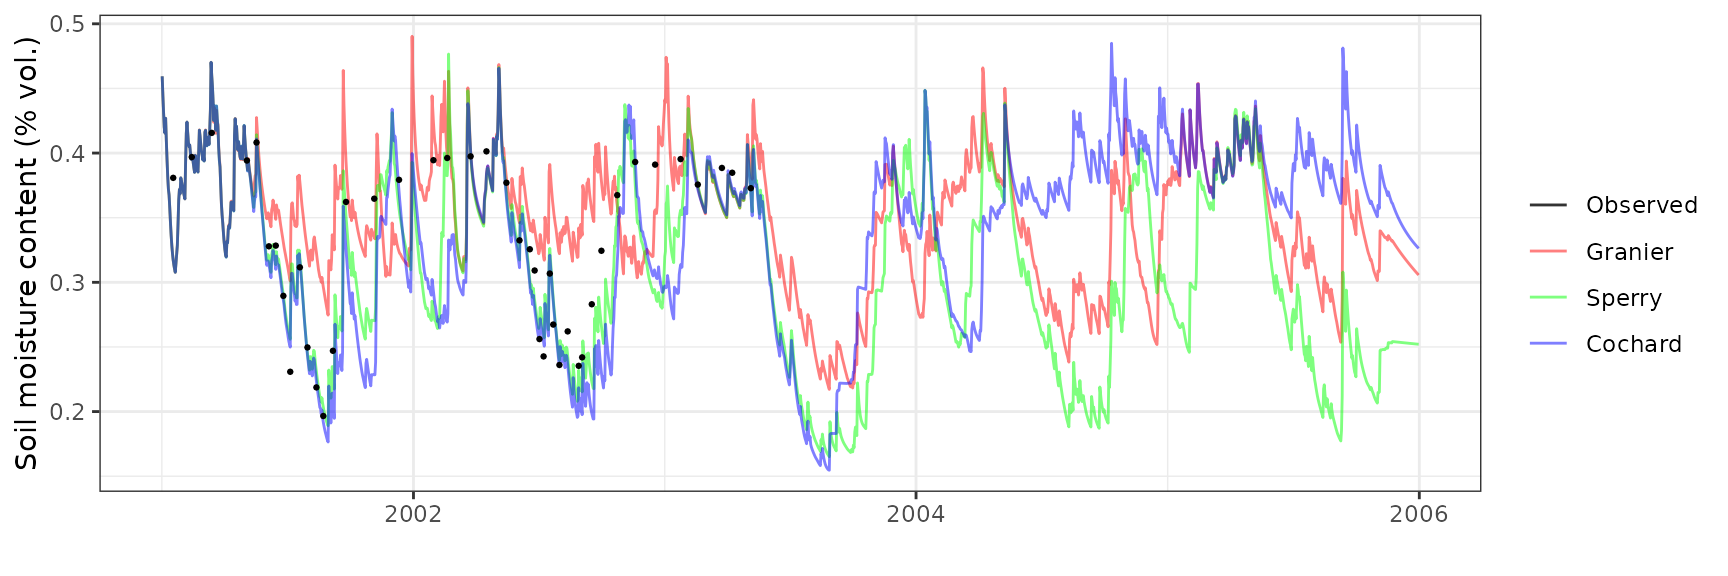 Soil moisture content (% vol.)
0.5
0.4
0.3
0.2
2002
2004
2006
Observed
Granier
Sperry
Cochard